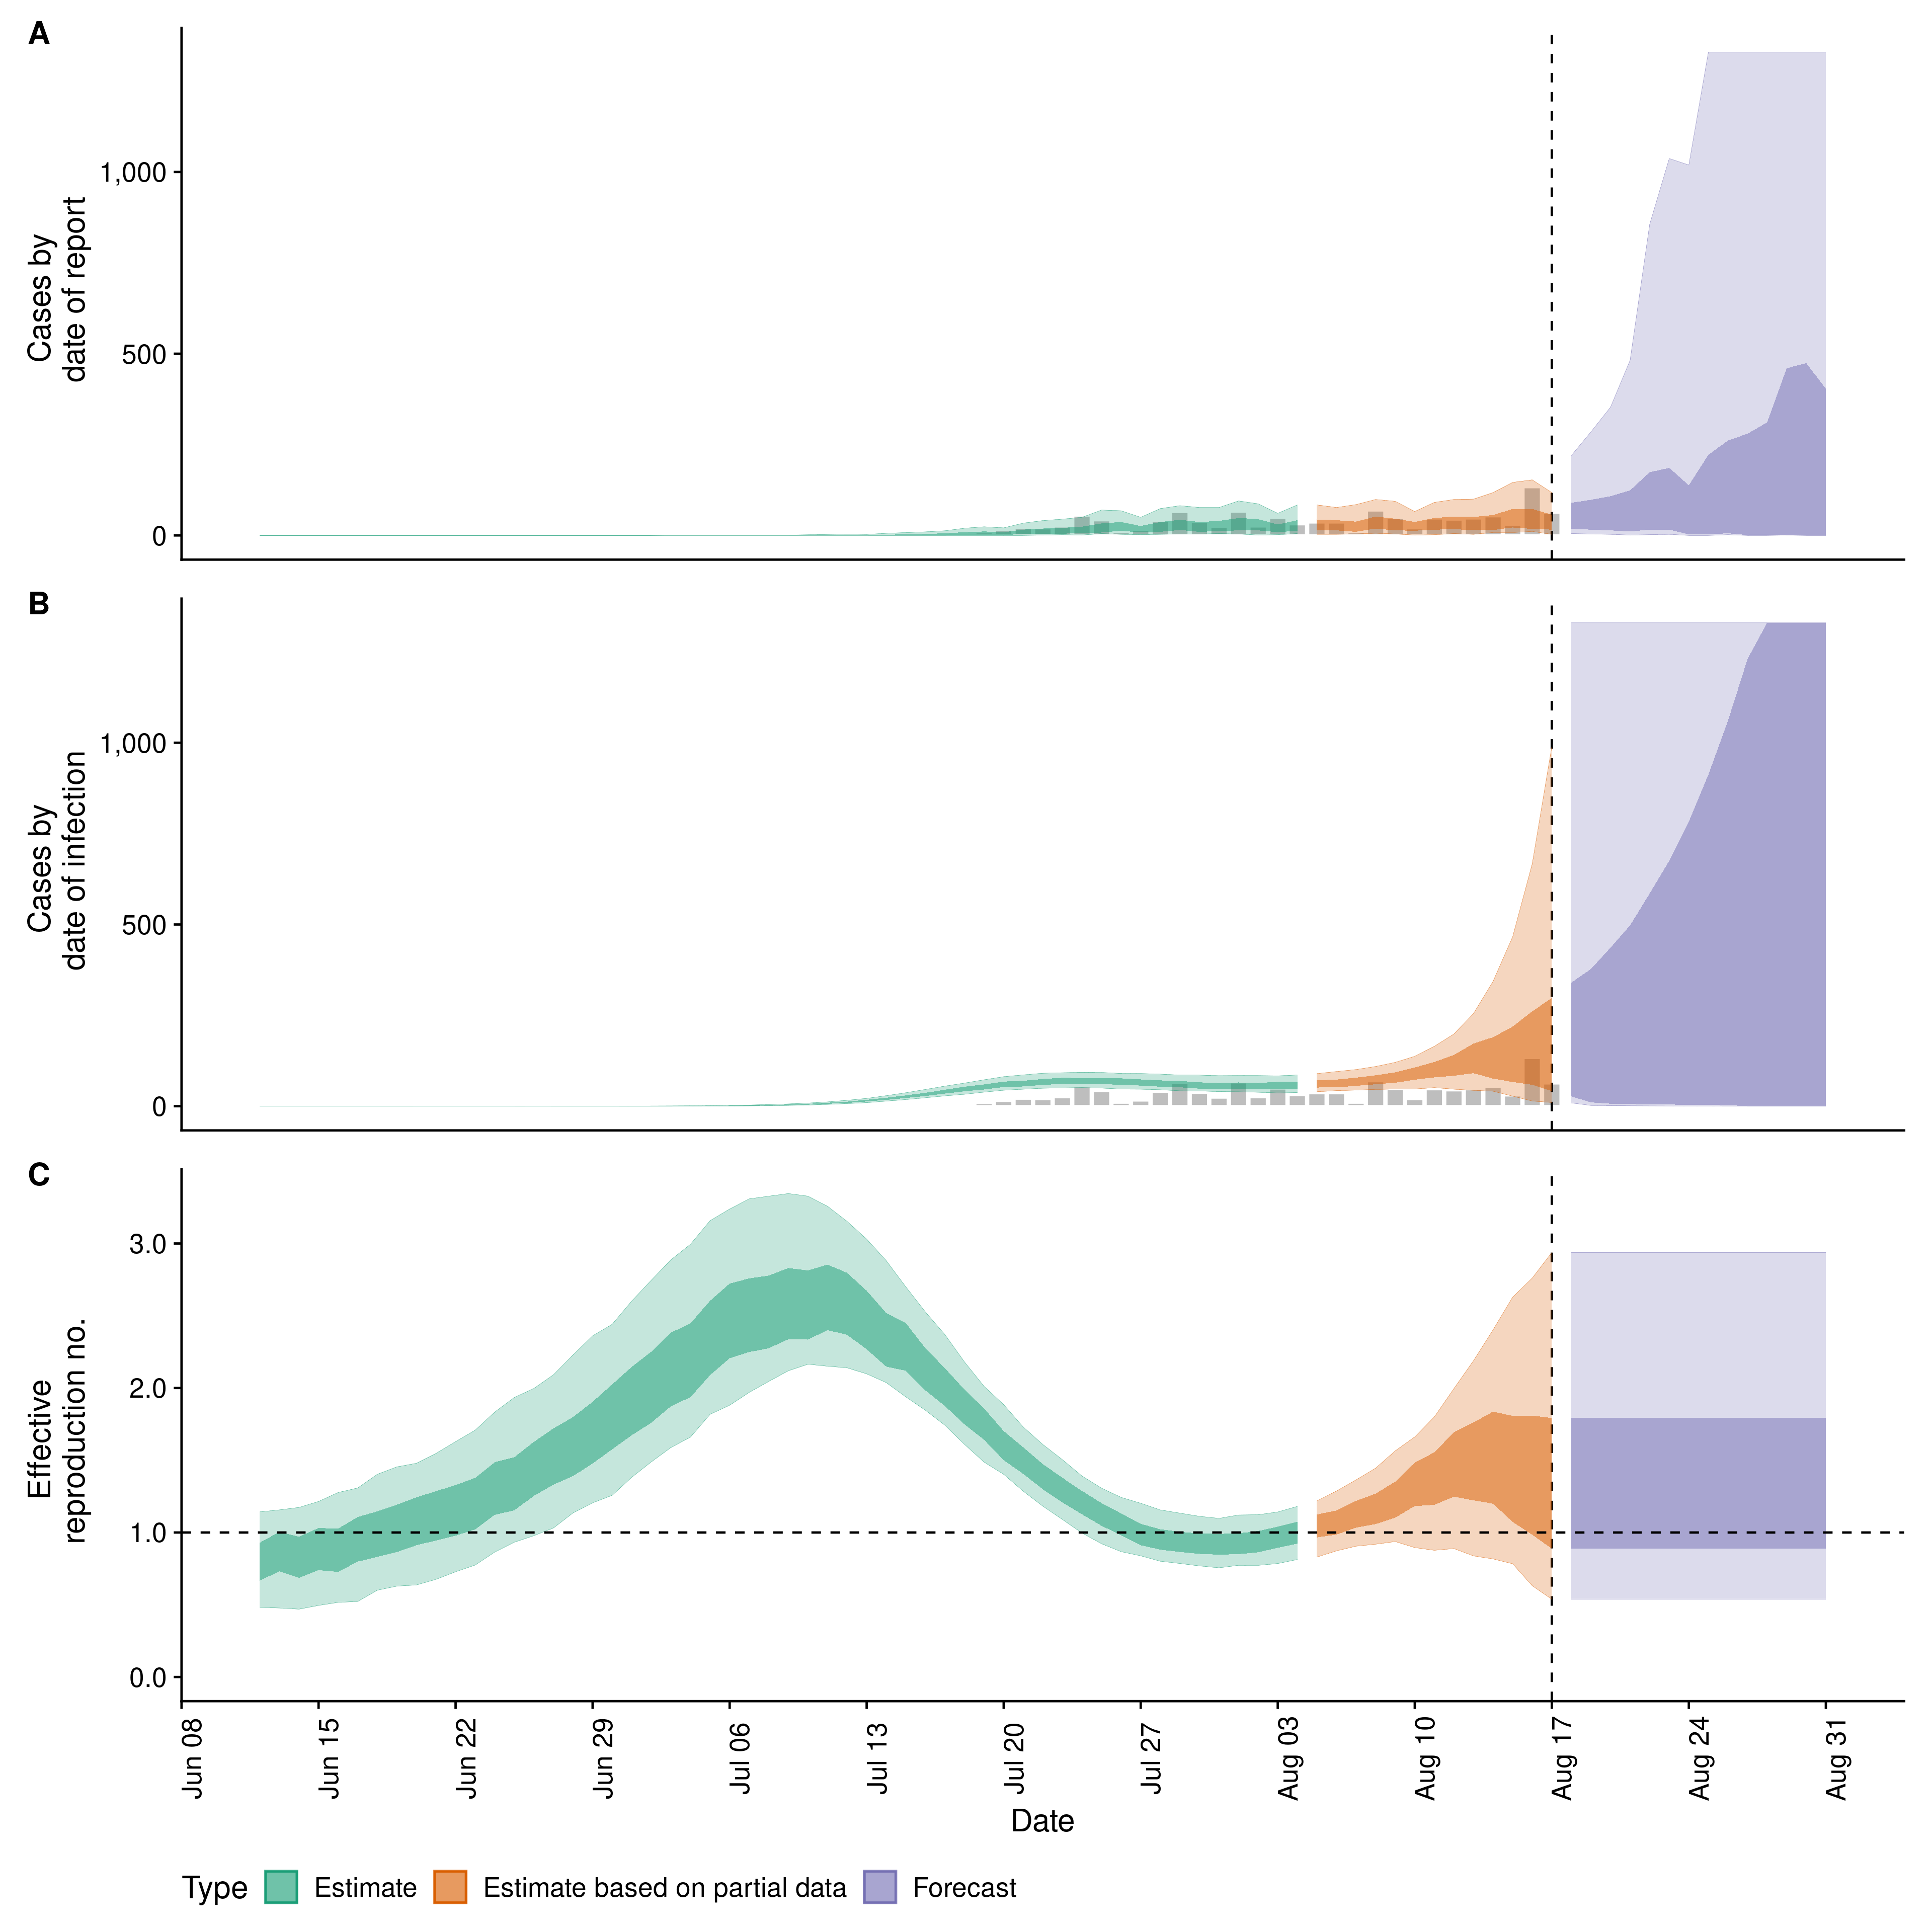 A
Cases by
date of report
1,000
500
0
B
Cases by
date of infection
1,000
500
0
C
Effective
reproduction no.
3.0
2.0
1.0
0.0
Jun 08
Jun 15
Jun 22
Jun 29
Jul 06
Jul 13
Jul 20
Jul 27
Aug 03
Aug 10
Aug 17
Aug 24
Aug 31
Date
Type Estimate Estimate based on partial data Forecast